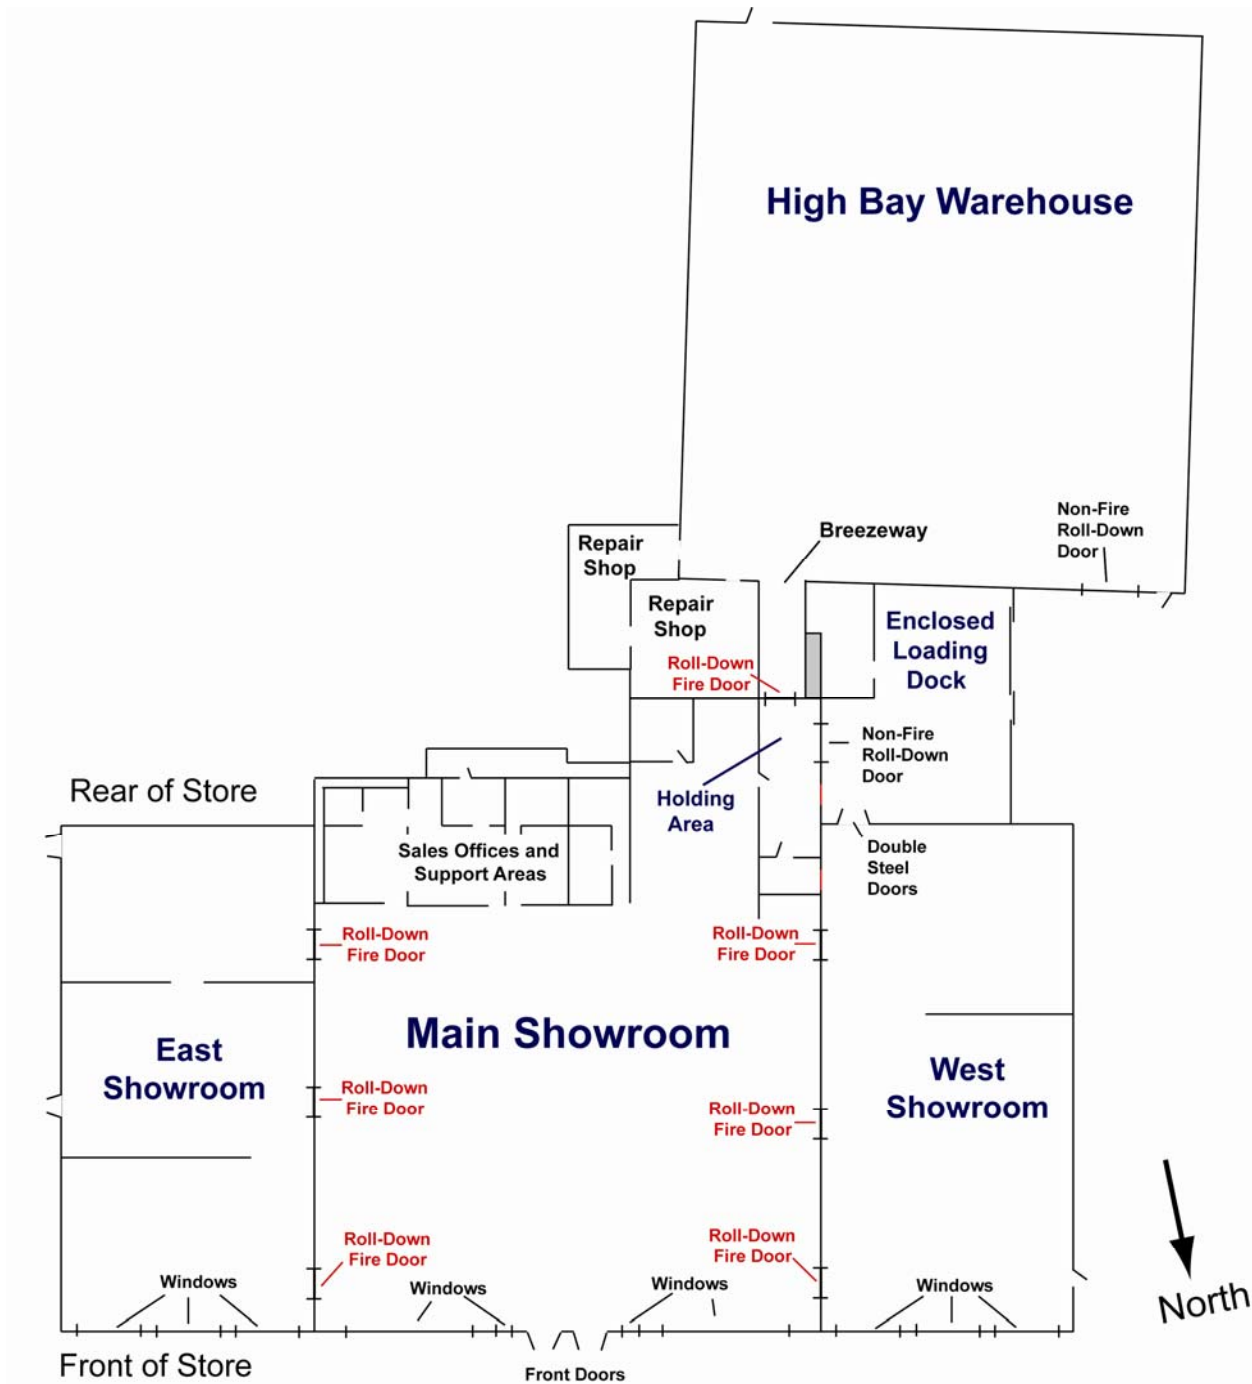 High Bay Warehouse
Non-Fire
Roll-Down
Door
Breezeway
Repair
Shop
Repair
Shop
Enclosed
Loading
Dock
Roll-Down
Fire Door
Non-Fire
Roll-Down
Door
Rear of Store
Holding
Area
Sales Offices and
Support Areas
Double
Steel
Doors
Roll-Down
Fire Door
Roll-Down
Fire Door
Main Showroom
East
Showroom
West
Showroom
Roll-Down
Fire Door
Roll-Down
Fire Door
Roll-Down
Fire Door
Roll-Down
Fire Door
Windows
Windows
Windows
Windows
North
Front of Store
Front Doors